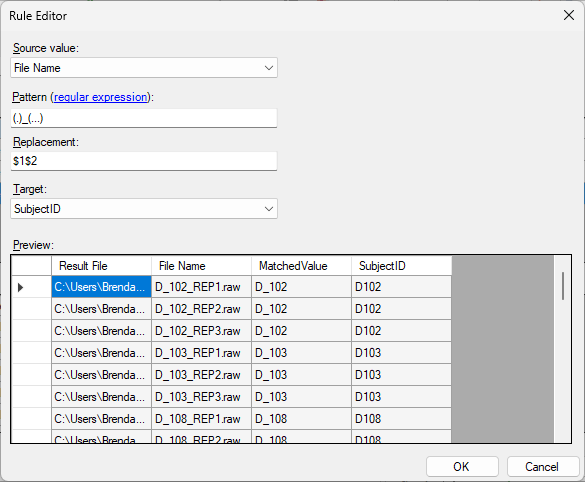 Rule Editor
Source value:
File Name
Pattern (regular expression):
(.)_(...)
Replacement:
$1$2
Target:
SubjectID
Preview:
Result File File Name MatchedValue SubjectID
C:\Users\Brenda... D_102_REP1.raw D_102 D102
C:\Users\Brenda... D_102_REP2.raw D_102 D102
C:\Users\Brenda... D_102_REP3.raw D_102 D102
C:\Users\Brenda... D_103_REP1.raw D_103 D103
C:\Users\Brenda... D_103_REP2.raw D_103 D103
C:\Users\Brenda... D_103_REP3.raw D_103 D103
C:\Users\Brenda... D_108_REP1.raw D_108 D108
C:\Users\Brenda... D_108_REP2.raw D_108 D108
OK Cancel